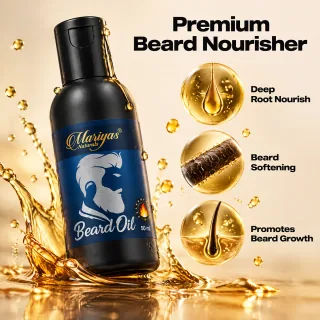 Premium
Beard Nourisher
Deep
Root Nourish
Beard
Softening
Promotes
Beard Growth
Mariyas
Naturals
Beard Oil